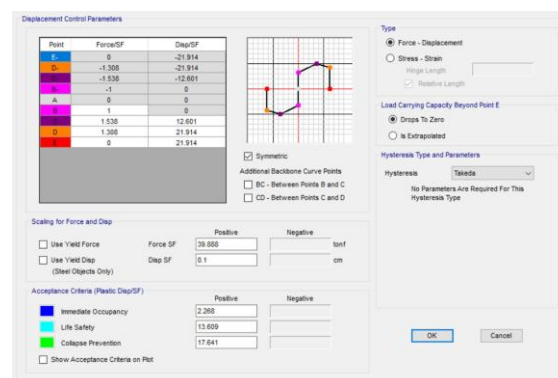 Displacement Control Parameters
Point Force/SF Disp/SF
E- 0 -21.914
D- -1.308 -21.914
-1.538 -12.601
B- -1 0
A 0 0
B 1 0
1.538 12.601
D 1.308 21.914
E 0 21.914
Symmetric
Additional Backbone Curve Points
BC - Between Points B and C
CD - Between Points C and D
Scaling for Force and Disp
Positive Negative
Use Yield Force Force SF 39.888 tonf
Use Yield Disp Disp SF 0.1 cm
(Steel Objects Only)
Acceptance Criteria (Plastic Disp/SF)
Positive Negative
Immediate Occupancy 2.268
Life Safety 13.609
Collapse Prevention 17.641
Show Acceptance Criteria on Plot
Type
Force - Displacement
Stress - Strain
Hinge Length
Relative Length
Load Carrying Capacity Beyond Point E
Drops To Zero
Is Extrapolated
Hysteresis Type and Parameters
Hysteresis Takeda
No Parameters Are Required For This
Hysteresis Type
OK Cancel